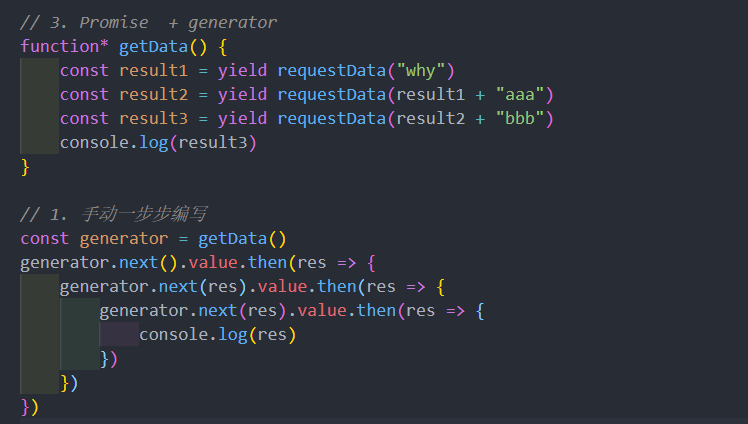 // 3. Promise  + generator
function* getData() {
    const result1 = yield requestData("why")
    const result2 = yield requestData(result1 + "aaa")
    const result3 = yield requestData(result2 + "bbb")
    console.log(result3)
}

// 1. 手动一步步编写
const generator = getData()
generator.next().value.then(res => {
    generator.next(res).value.then(res => {
        generator.next(res).value.then(res => {
            console.log(res)
        })
    })
})